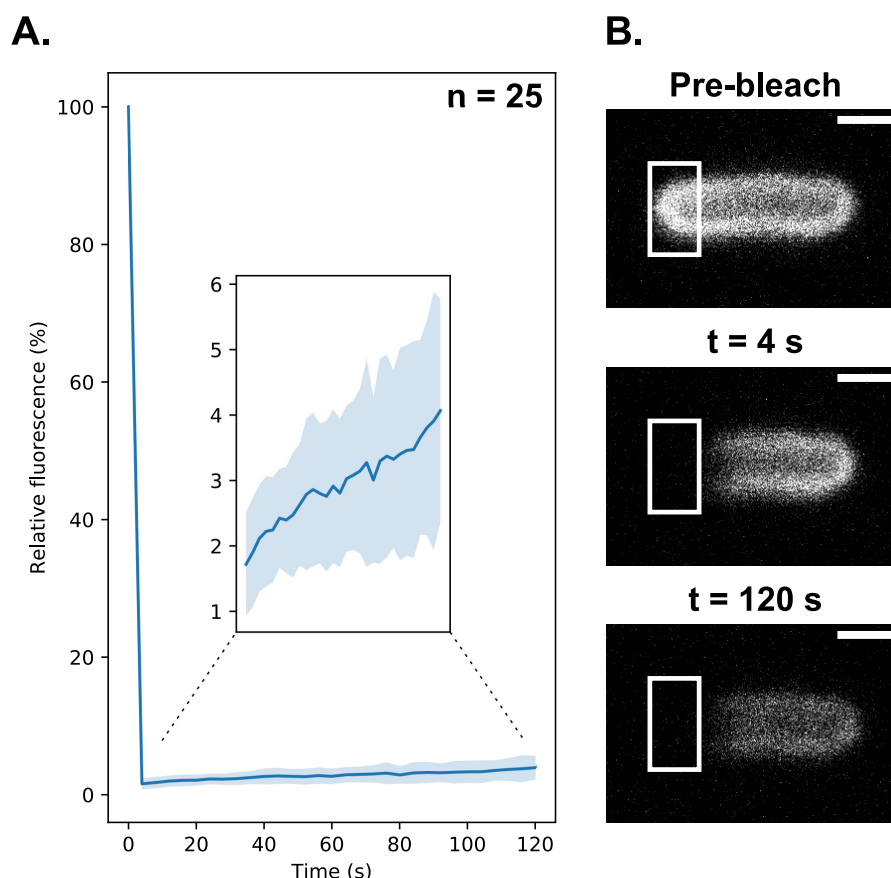 A.
n = 25
100
80
60
40
20
0
Relative fluorescence (%)
6
5
4
3
2
1
0 20 40 60 80 100 120
Time (s)
B.
Pre-bleach
t = 4 s
t = 120 s